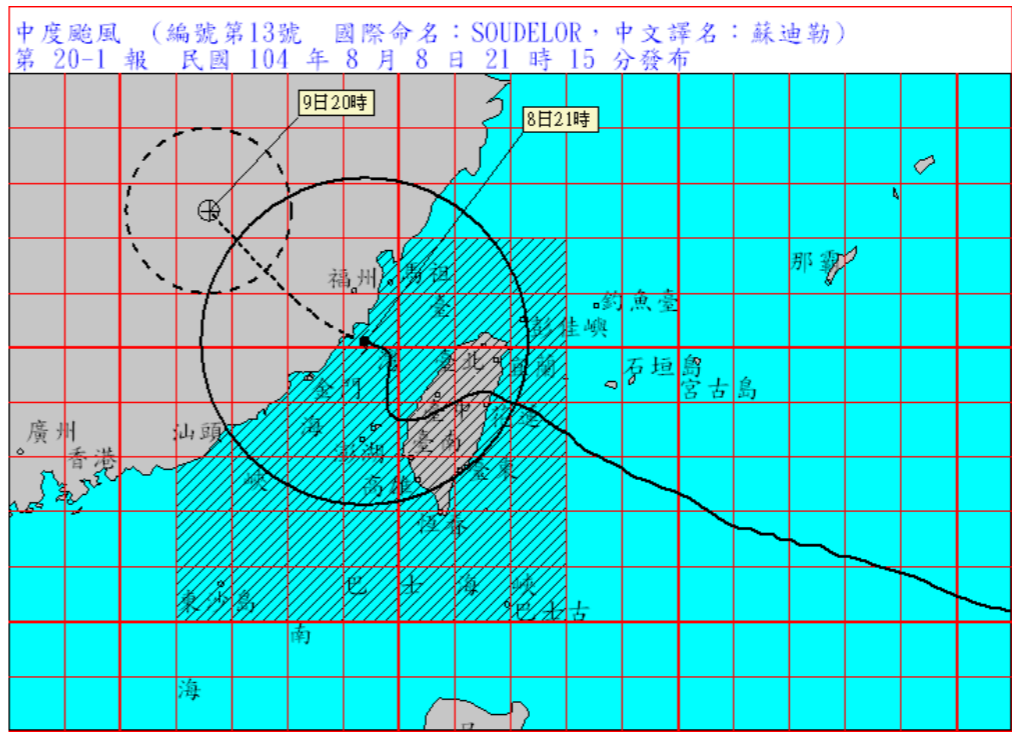 中度颱風 (編號第13號 國際命名：SOUDELOR，中文譯名：蘇迪勒)
第 20-1 報 民國 104 年 8 月 8 日 21 時 15 分發布
9日20時
8日21時
那霸
福州
馬祖
臺
釣魚臺
彭佳嶼
灣
臺北
宜蘭
石垣島
宮古島
金門
臺中
花蓮
海
廣州
汕頭
臺南
澎湖
香港
臺東
峽
高雄
恆春
巴士海峽
東沙島
巴士古
南
海